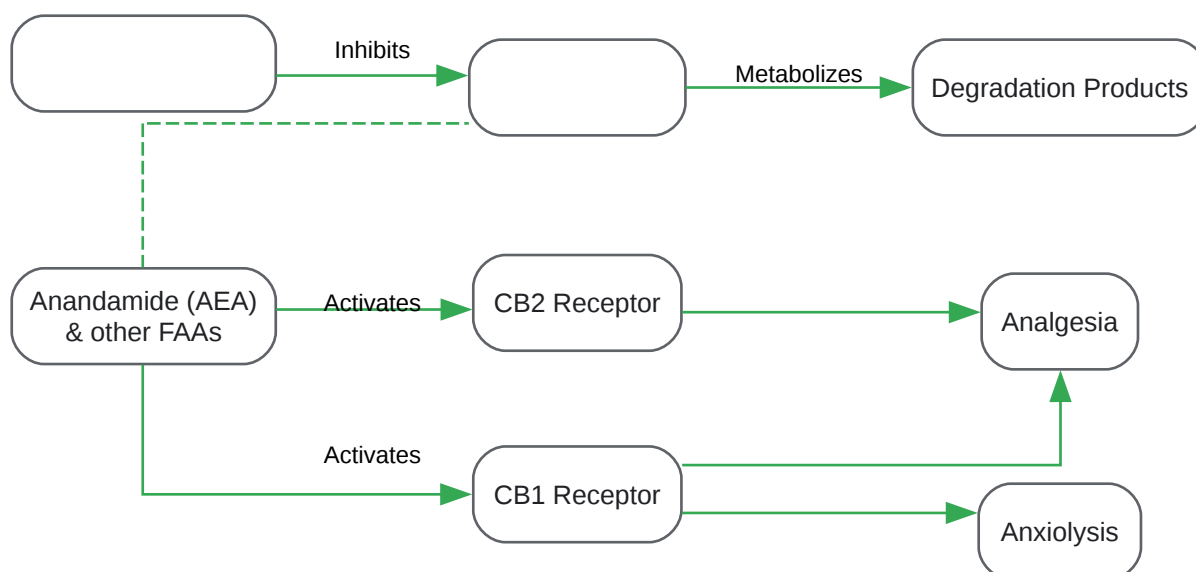 Inhibits
Metabolizes
Degradation Products
Anandamide (AEA)
& other FAAs
Activates
CB2 Receptor
Analgesia
Activates
CB1 Receptor
Anxiolysis